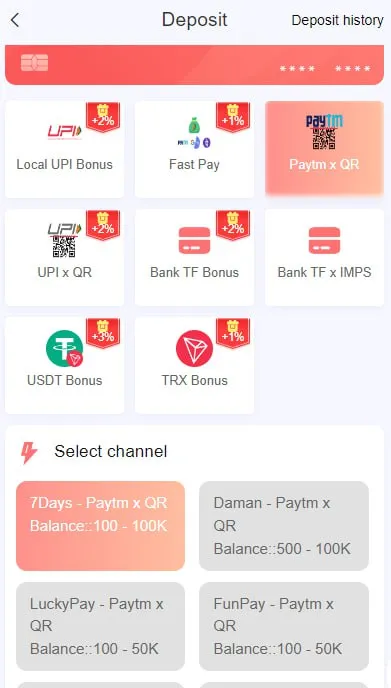 Deposit
Deposit history
**** ****
UPI
+2%
Local UPI Bonus
+1%
Fast Pay
paytm
Paytm x QR
UPI
+2%
UPI x QR
+2%
Bank TF Bonus
Bank TF x IMPS
+3%
USDT Bonus
+1%
TRX Bonus
Select channel
7Days - Paytm x QR
Balance::100 - 100K
Daman - Paytm x
QR
Balance::500 - 100K
LuckyPay - Paytm x
QR
Balance::100 - 50K
FunPay - Paytm x
QR
Balance::100 - 50K